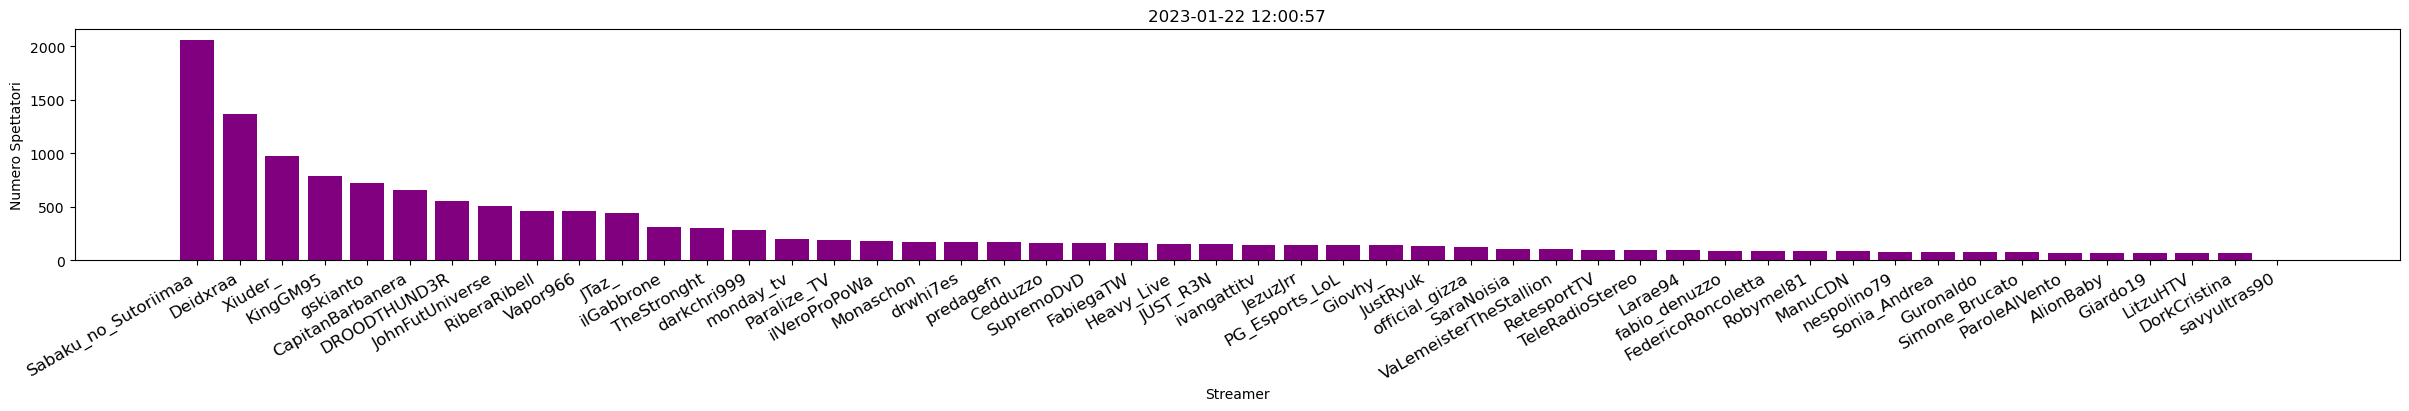 2023-01-22 12:00:57
Numero Spettatori
2000
1500
1000
500
0
Sabaku_no_Sutoriimaa
Deidxraa
Xiuder_
KingGM95
gskianto
CapitanBarbanera
DROODTHUND3R
JohnFutUniverse
RiberaRibell
Vapor966
JTaz_
ilGabbrone
TheStronght
darkchri999
monday_tv
Paralize_TV
ilVeroProPoWa
Monaschon
drwhi7es
predagefn
Cedduzzo
SupremoDvD
FabiegaTW
Heavy_Live
JUST_R3N
ivangattitv
JezuzJrr
PG_Esports_LoL
Giovhy_
JustRyuk
official_gizza
SaraNoisia
VaLemeisterTheStallion
RetesportTV
TeleRadioStereo
Larae94
fabio_denuzzo
FedericoRoncoletta
Robymel81
ManuCDN
nespolino79
Sonia_Andrea
Guronaldo
Simone_Brucato
ParoleAlVento
AlionBaby
Giardo19
LitzuHTV
DorkCristina
savyultras90
Streamer